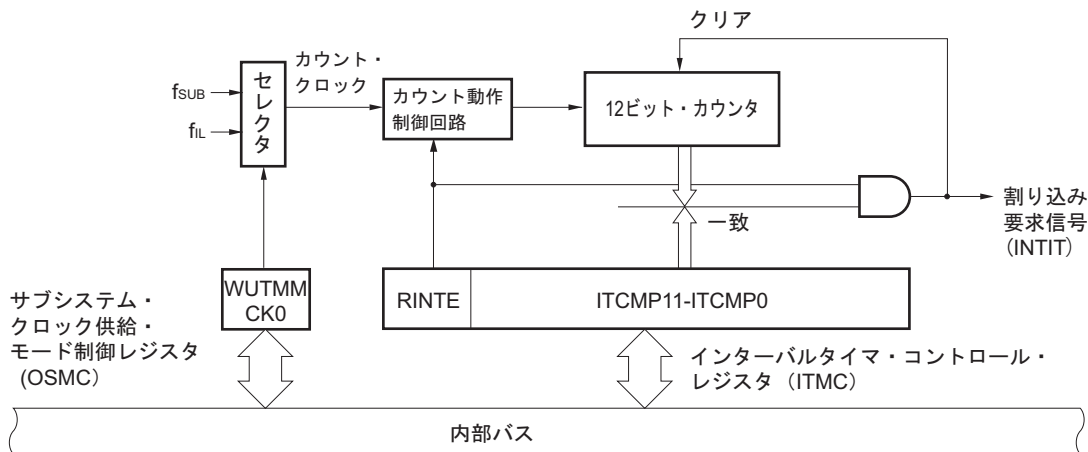 クリア
カウント・
クロック
fSUB
fIL
セレクタ
カウント動作
制御回路
12ビット・カウンタ
一致
割り込み
要求信号
(INTIT)
WUTMM
CK0
RINTE
ITCMP11-ITCMP0
サブシステム・
クロック供給・
モード制御レジスタ
(OSMC)
インターバルタイマ・コントロール・
レジスタ（ITMC）
内部バス